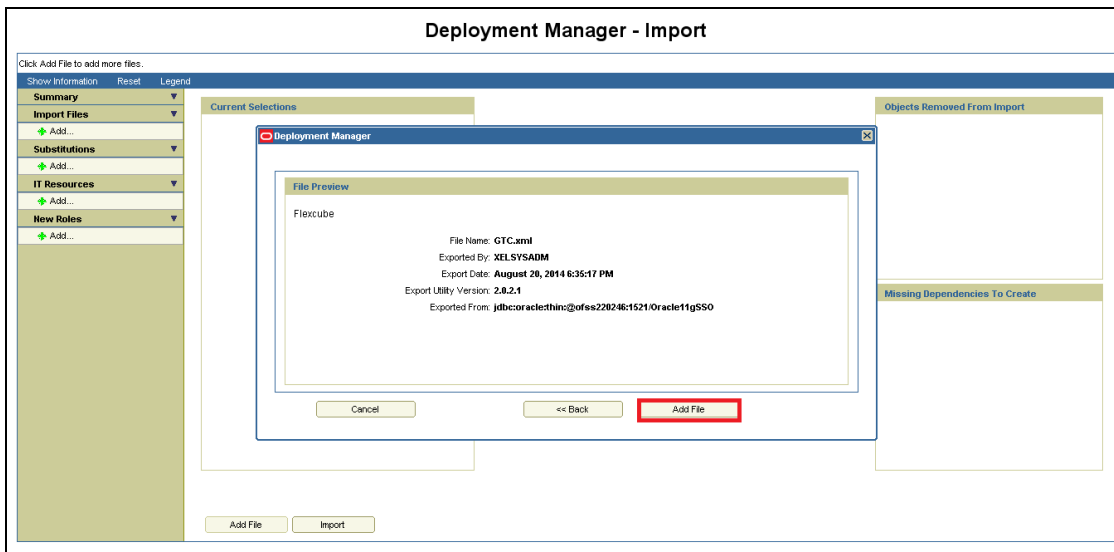 Deployment Manager - Import
Click Add File to add more files.
Show Information Reset Legend
Summary
Import Files
Add...
Substitutions
Add...
IT Resources
Add...
New Roles
Add...
Current Selections
Objects Removed From Import
Missing Dependencies To Create
Deployment Manager
File Preview
Flexcube
File Name: GTC.xml
Exported By: XELSYSADM
Export Date: August 20, 2014 6:35:17 PM
Export Utility Version: 2.0.2.1
Exported From: jdbc:oracle:thin:@ofss220246:1521/Oracle11gSSO
Cancel << Back Add File
Add File Import